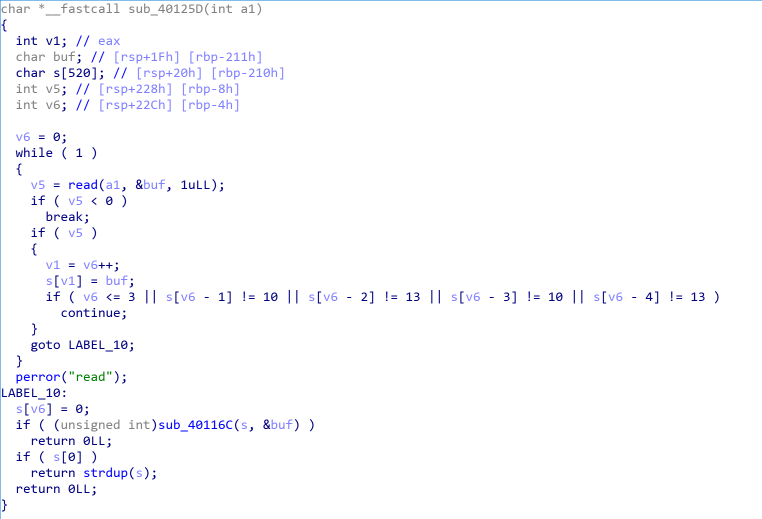 char *__fastcall sub_40125D(int a1)
{
  int v1; // eax
  char buf; // [rsp+1Fh] [rbp-211h]
  char s[520]; // [rsp+20h] [rbp-210h]
  int v5; // [rsp+228h] [rbp-8h]
  int v6; // [rsp+22Ch] [rbp-4h]

  v6 = 0;
  while ( 1 )
  {
    v5 = read(a1, &buf, 1uLL);
    if ( v5 < 0 )
      break;
    if ( v5 )
    {
      v1 = v6++;
      s[v1] = buf;
      if ( v6 <= 3 || s[v6 - 1] != 10 || s[v6 - 2] != 13 || s[v6 - 3] != 10 || s[v6 - 4] != 13 )
        continue;
    }
    goto LABEL_10;
  }
  perror("read");
LABEL_10:
  s[v6] = 0;
  if ( (unsigned int)sub_40116C(s, &buf) )
    return 0LL;
  if ( s[0] )
    return strdup(s);
  return 0LL;
}